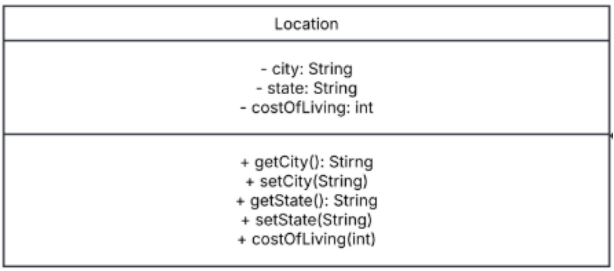 Location
- city: String
- state: String
- costOfLiving: int
+ getCity(): Stirng
+ setCity(String)
+ getState(): String
+ setState(String)
+ costOfLiving(int)